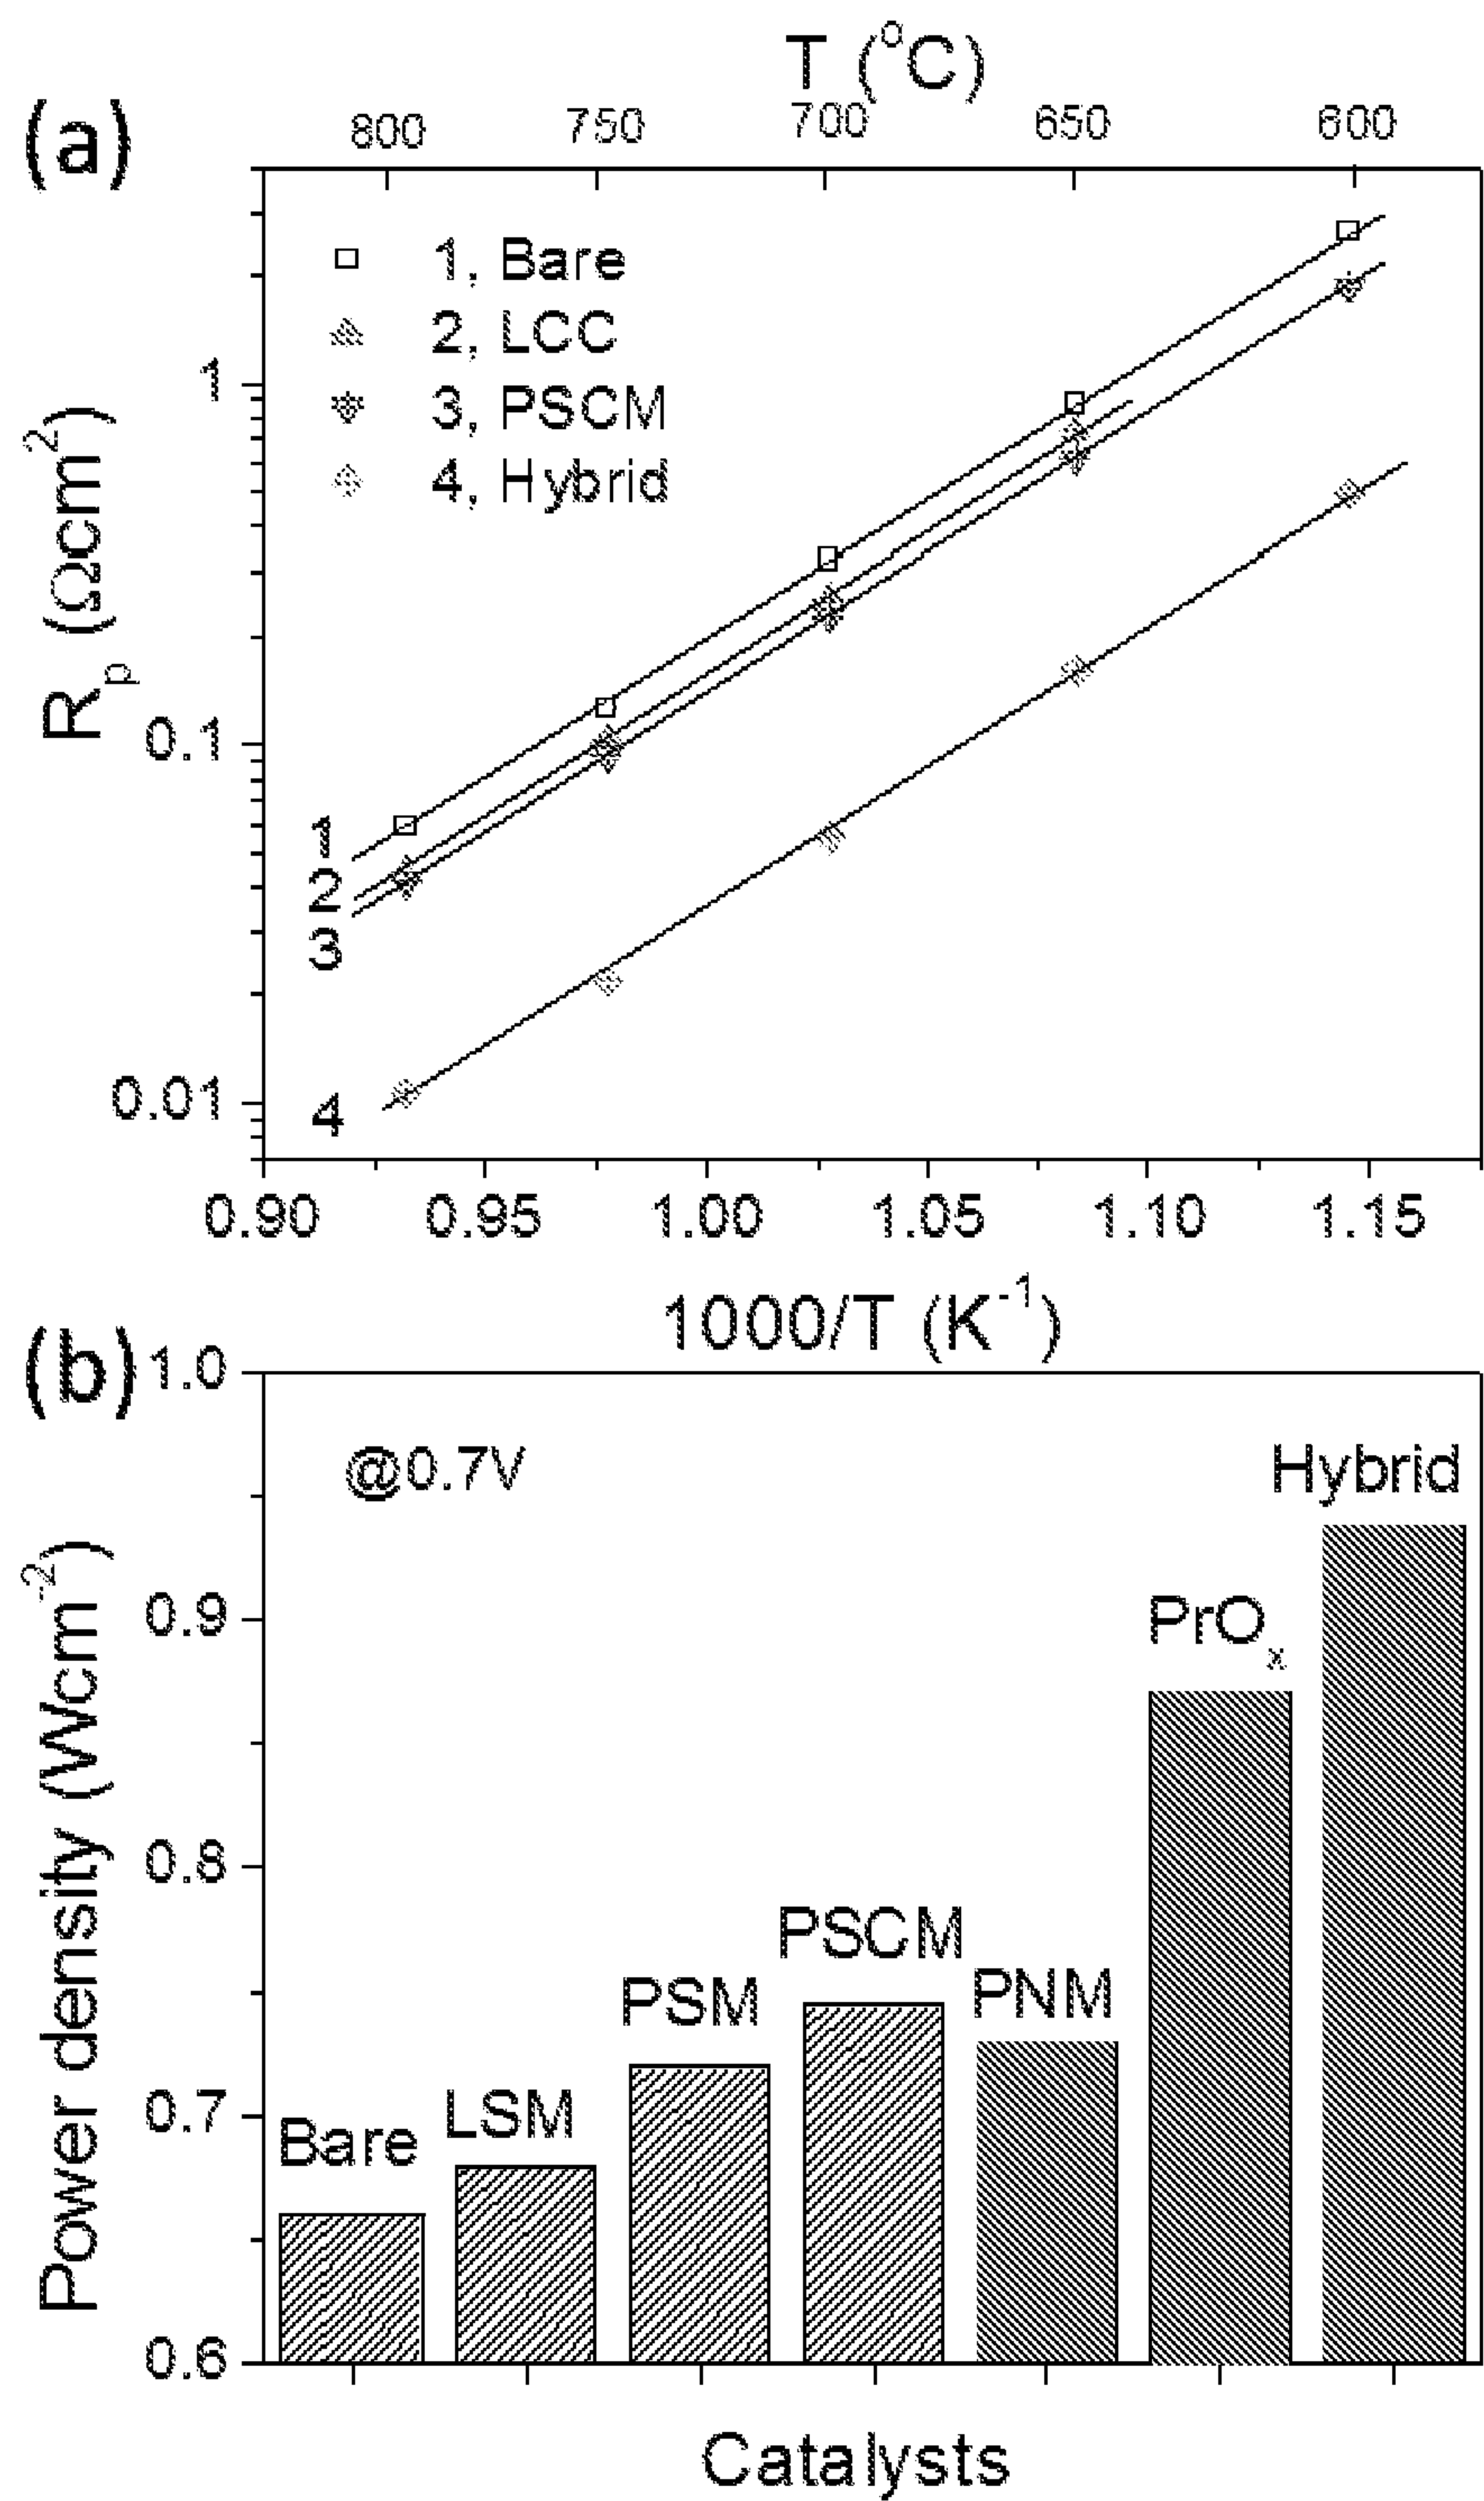 (a)
T (°C)
800 750 700 650 600
1, Bare
2, LCC
3, PSCM
4, Hybrid
1
0.1
0.01
Rp (Ωcm²)
1
2
3
4
0.90 0.95 1.00 1.05 1.10 1.15
1000/T (K⁻¹)
(b)
1.0
0.9
0.8
0.7
0.6
Power density (Wcm⁻²)
@0.7V
Bare
LSM
PSM
PSCM
PNM
PrOx
Hybrid
Catalysts